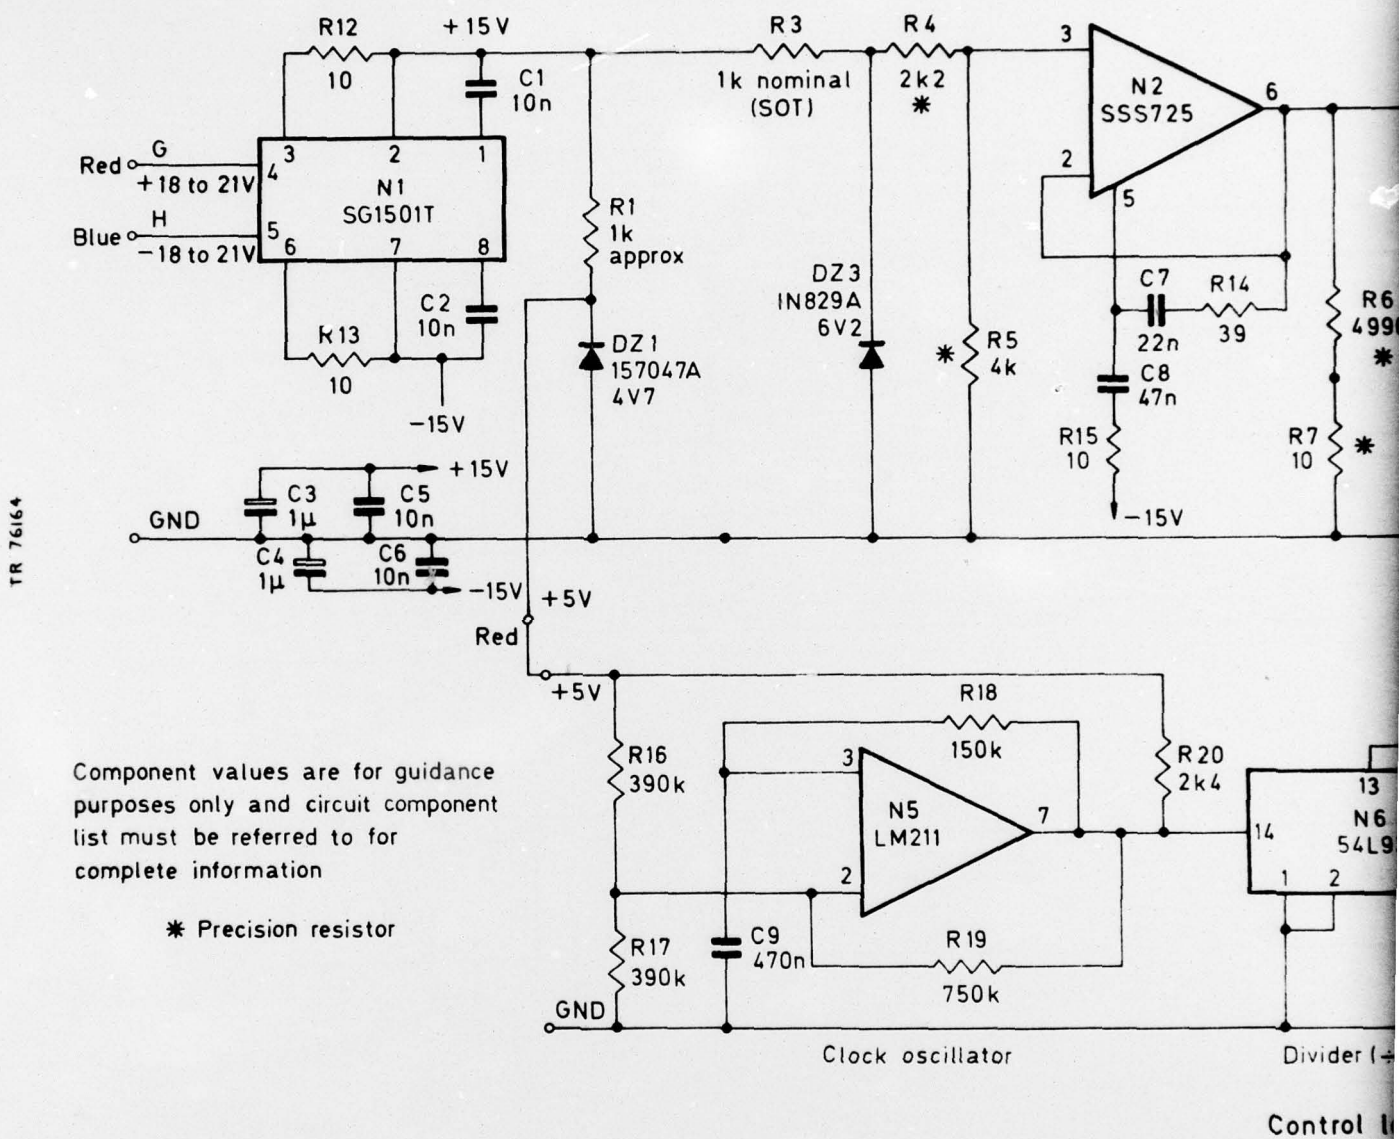 R12
10
+15V
C1
10n
R3
1k nominal
(SOT)
R4
2k2
*
3
N2
SSS725
6
2
5
Red
G
+18 to 21V
4
3
2
1
N1
SG1501T
Blue
H
-18 to 21V
5
6
7
8
R1
1k
approx
C2
10n
R13
10
-15V
DZ1
157047A
4V7
DZ3
IN829A
6V2
*
R5
4k
C7
22n
R14
39
C8
47n
R15
10
-15V
R6
*
R7
10
*
+15V
GND
C3
1μ
C5
10n
C4
1μ
C6
10n
-15V
TR 76164
+5V
Red
+5V
R16
390k
R17
390k
R18
150k
3
N5
LM211
7
2
R20
2k4
C9
470n
R19
750k
14
13
N6
1
2
GND
Clock oscillator
Divider (÷
Control
Component values are for guidance
purposes only and circuit component
list must be referred to for
complete information
* Precision resistor